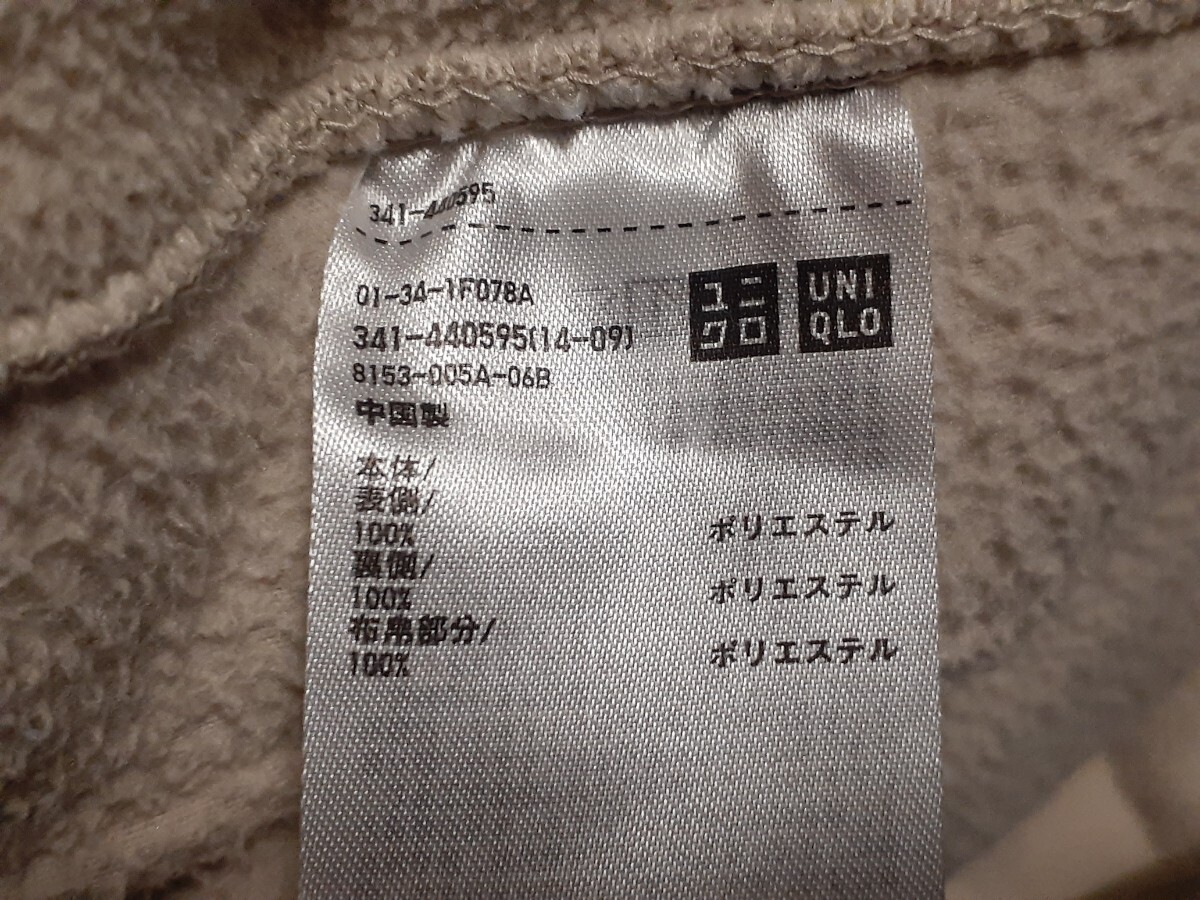 341-440595
01-34-1F078A
341-440595(14-09)
8153-005A-06B
中国製
ユニ
クロ
UNI
QLO
本体/
表側/
100% ポリエステル
裏側/
100% ポリエステル
布帛部分/
100% ポリエステル